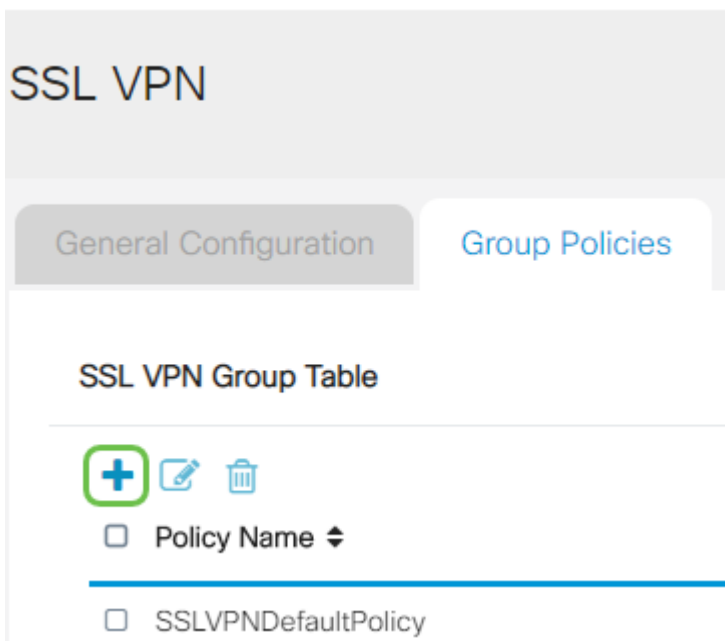 SSL VPN
General Configuration Group Policies
SSL VPN Group Table
Policy Name
SSLVPNDefaultPolicy